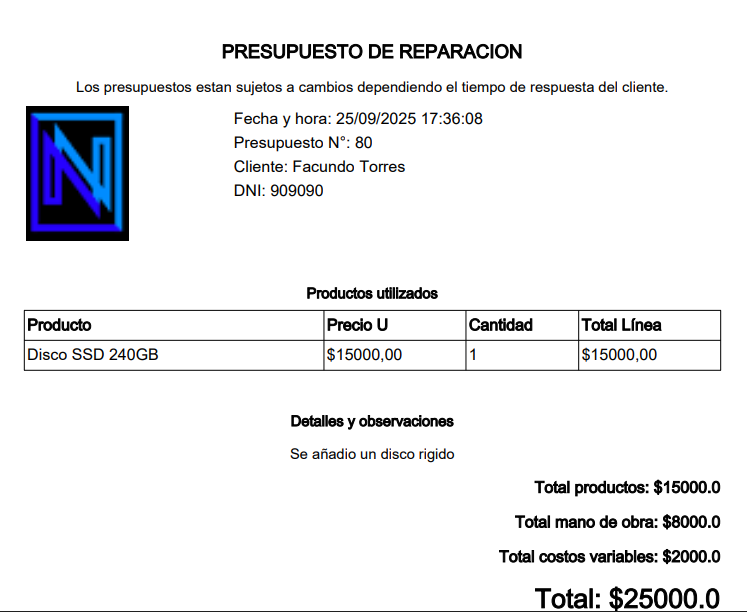 PRESUPUESTO DE REPARACION
Los presupuestos estan sujetos a cambios dependiendo el tiempo de respuesta del cliente.
Fecha y hora: 25/09/2025 17:36:08
Presupuesto N°: 80
Cliente: Facundo Torres
DNI: 909090
Productos utilizados
Producto Precio U Cantidad Total Línea
Disco SSD 240GB $15000,00 1 $15000,00
Detalles y observaciones
Se añadio un disco rigido
Total productos: $15000.0
Total mano de obra: $8000.0
Total costos variables: $2000.0
Total: $25000.0